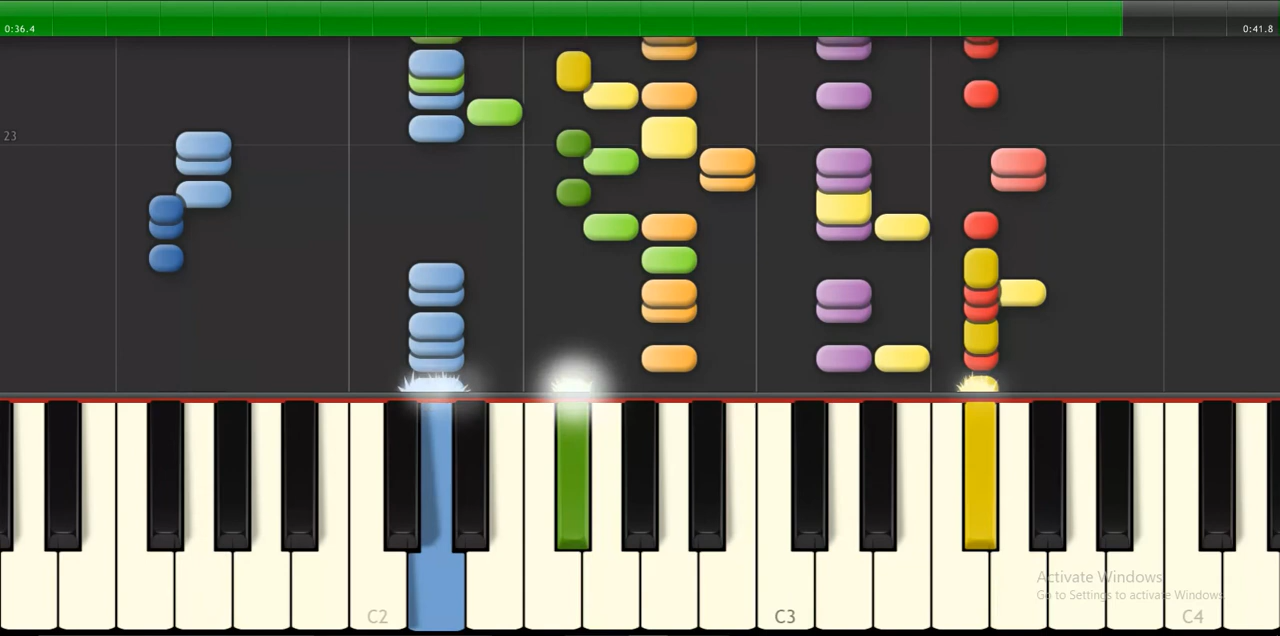 0:36.4
0:41.8
23
Activate Windows
Go to Settings to activate Windows.
C2
C3
C4